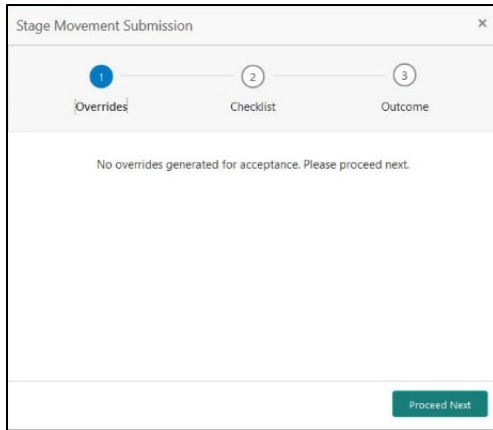 Stage Movement Submission ×
1 2 3
Overrides Checklist Outcome
No overrides generated for acceptance. Please proceed next.
Proceed Next